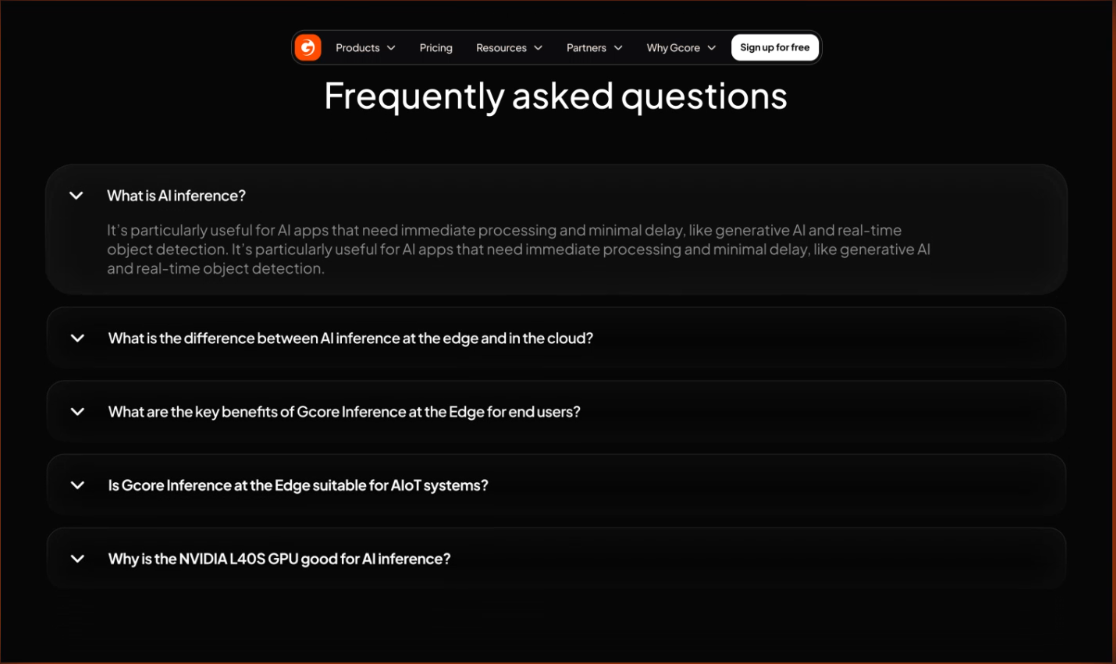 Products
Pricing
Resources
Partners
Why Gcore
Sign up for free
Frequently asked questions
What is AI inference?
It's particularly useful for AI apps that need immediate processing and minimal delay, like generative AI and real-time
object detection. It's particularly useful for AI apps that need immediate processing and minimal delay, like generative AI
and real-time object detection.
What is the difference between AI inference at the edge and in the cloud?
What are the key benefits of Gcore Inference at the Edge for end users?
Is Gcore Inference at the Edge suitable for AIoT systems?
Why is the NVIDIA L40S GPU good for AI inference?